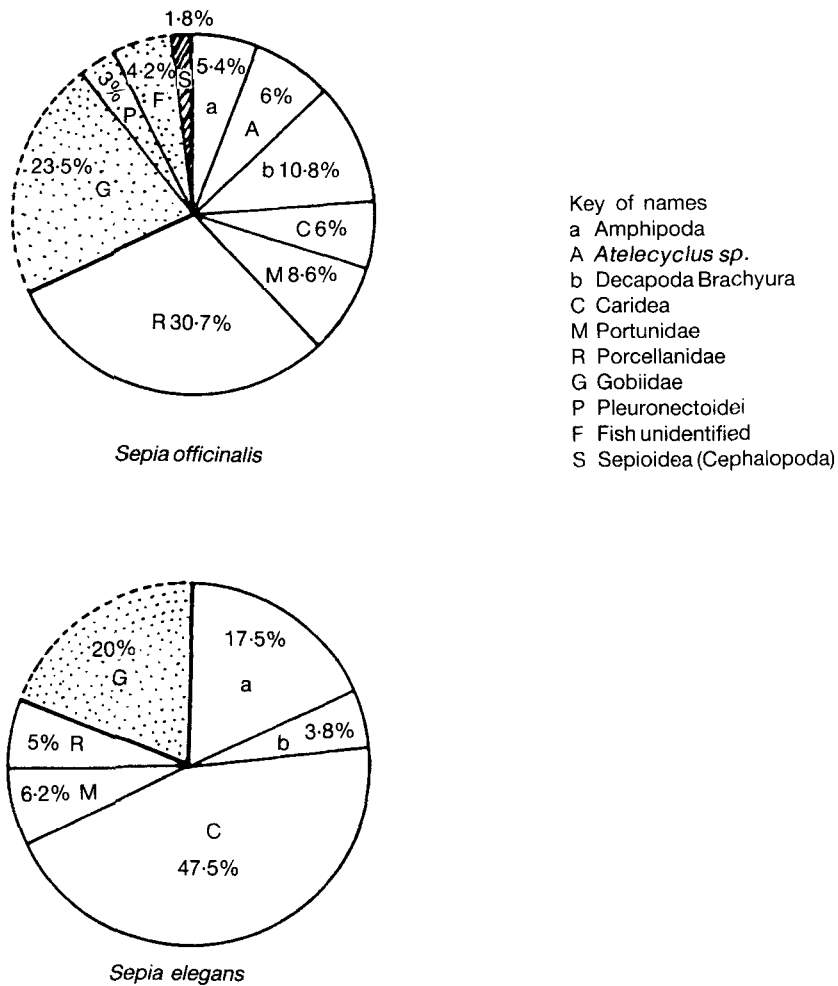 1·8%
5·4%
a
6%
A
b 10·8%
C 6%
M 8·6%
R 30·7%
23·5%
G
3%
P
4·2%
F
S
Sepia officinalis
Key of names
a Amphipoda
A Atelecyclus sp.
b Decapoda Brachyura
C Caridea
M Portunidae
R Porcellanidae
G Gobiidae
P Pleuronectoidei
F Fish unidentified
S Sepioidea (Cephalopoda)
17·5%
a
b 3·8%
C
47·5%
6·2% M
5% R
20%
G
Sepia elegans